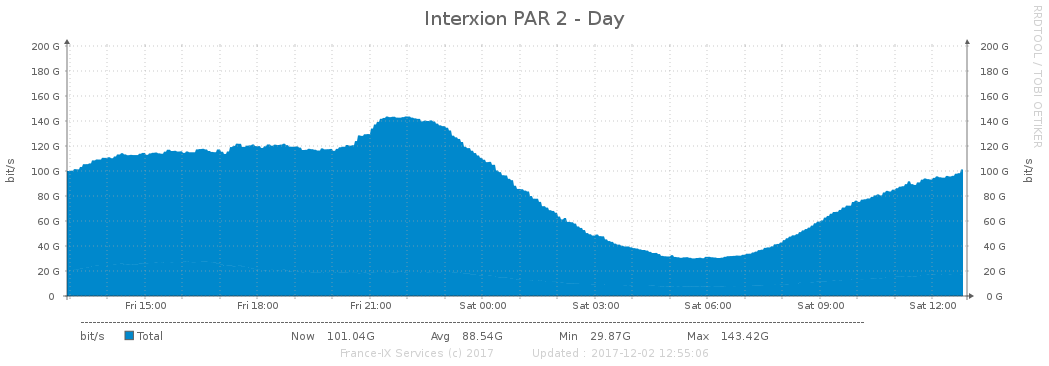 Interxion PAR 2 - Day
RRDTOOL / TOBI OETIKER
200 G 200 G
180 G 180 G
160 G 160 G
140 G 140 G
120 G 120 G
100 G 100 G
80 G 80 G
60 G 60 G
40 G 40 G
20 G 20 G
0 0 G
bit/s bit/s
Fri 15:00 Fri 18:00 Fri 21:00 Sat 00:00 Sat 03:00 Sat 06:00 Sat 09:00 Sat 12:00
bit/s Total Now 101.04G Avg 88.54G Min 29.87G Max 143.42G
France-IX Services (c) 2017 Updated : 2017-12-02 12:55:06